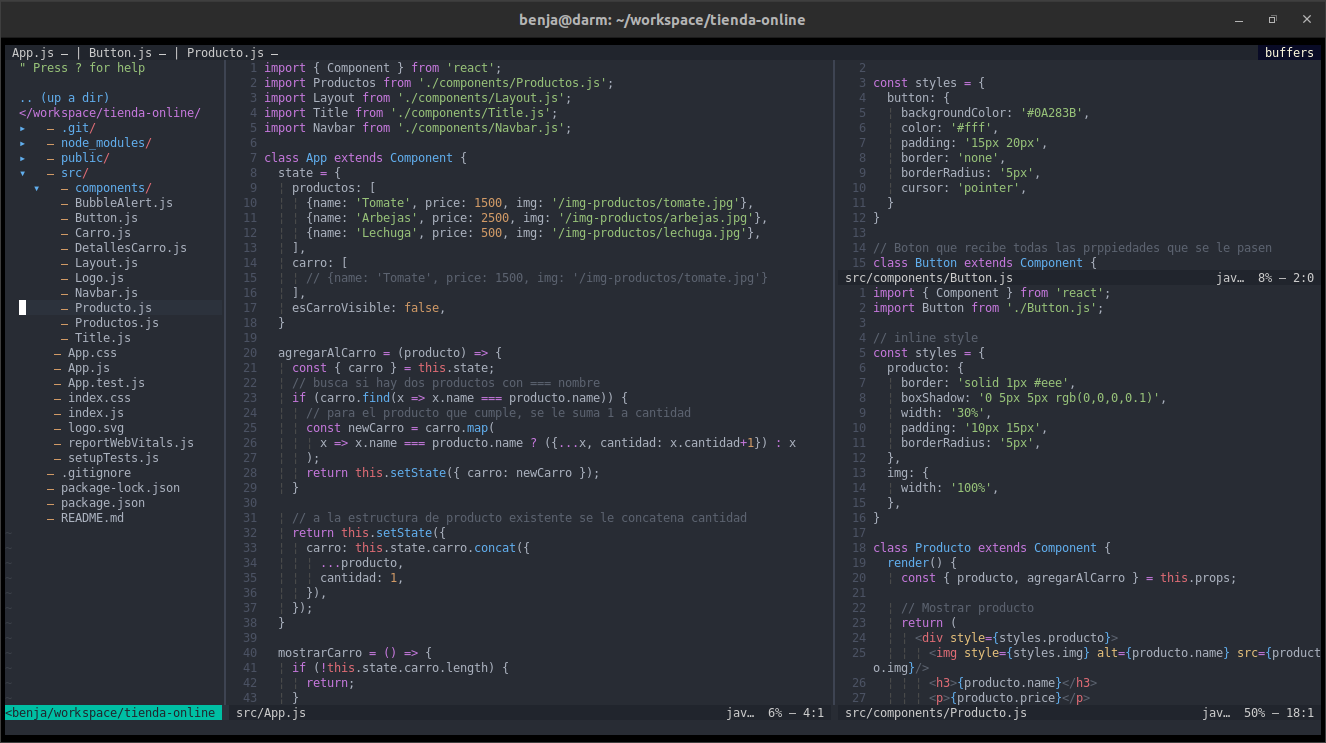 benja@darm: ~/workspace/tienda-online
App.js – | Button.js – | Producto.js –
buffers
" Press ? for help
.. (up a dir)
</workspace/tienda-online/
▸ – .git/
▸ – node_modules/
▸ – public/
▾ – src/
▾ – components/
– BubbleAlert.js
– Button.js
– Carro.js
– DetallesCarro.js
– Layout.js
– Logo.js
– Navbar.js
– Producto.js
– Productos.js
– Title.js
– App.css
– App.js
– App.test.js
– index.css
– index.js
– logo.svg
– reportWebVitals.js
– setupTests.js
– .gitignore
– package-lock.json
– package.json
– README.md
<benja/workspace/tienda-online
1 import { Component } from 'react';
2 import Productos from './components/Productos.js';
3 import Layout from './components/Layout.js';
4 import Title from './components/Title.js';
5 import Navbar from './components/Navbar.js';
6
7 class App extends Component {
8 state = {
9 productos: [
10 {name: 'Tomate', price: 1500, img: '/img-productos/tomate.jpg'},
11 {name: 'Arbejas', price: 2500, img: '/img-productos/arbejas.jpg'},
12 {name: 'Lechuga', price: 500, img: '/img-productos/lechuga.jpg'},
13 ],
14 carro: [
15 // {name: 'Tomate', price: 1500, img: '/img-productos/tomate.jpg'}
16 ],
17 esCarroVisible: false,
18 }
19
20 agregarAlCarro = (producto) => {
21 const { carro } = this.state;
22 // busca si hay dos productos con === nombre
23 if (carro.find(x => x.name === producto.name)) {
24 // para el producto que cumple, se le suma 1 a cantidad
25 const newCarro = carro.map(
26 x => x.name === producto.name ? ({...x, cantidad: x.cantidad+1}) : x
27 );
28 return this.setState({ carro: newCarro });
29 }
30
31 // a la estructura de producto existente se le concatena cantidad
32 return this.setState({
33 carro: this.state.carro.concat({
34 ...producto,
35 cantidad: 1,
36 }),
37 });
38 }
39
40 mostrarCarro = () => {
41 if (!this.state.carro.length) {
42 return;
43 }
src/App.js jav… 6% – 4:1
2
3 const styles = {
4 button: {
5 backgroundColor: '#0A283B',
6 color: '#fff',
7 padding: '15px 20px',
8 border: 'none',
9 borderRadius: '5px',
10 cursor: 'pointer',
11 }
12 }
13
14 // Boton que recibe todas las prppiedades que se le pasen
15 class Button extends Component {
src/components/Button.js jav… 8% – 2:0
1 import { Component } from 'react';
2 import Button from './Button.js';
3
4 // inline style
5 const styles = {
6 producto: {
7 border: 'solid 1px #eee',
8 boxShadow: '0 5px 5px rgb(0,0,0,0.1)',
9 width: '30%',
10 padding: '10px 15px',
11 borderRadius: '5px',
12 },
13 img: {
14 width: '100%',
15 },
16 }
17
18 class Producto extends Component {
19 render() {
20 const { producto, agregarAlCarro } = this.props;
21
22 // Mostrar producto
23 return (
24 <div style={styles.producto}>
25 <img style={styles.img} alt={producto.name} src={product
o.img}/>
26 <h3>{producto.name}</h3>
27 <p>{producto.price}</p>
src/components/Producto.js jav… 50% – 18:1